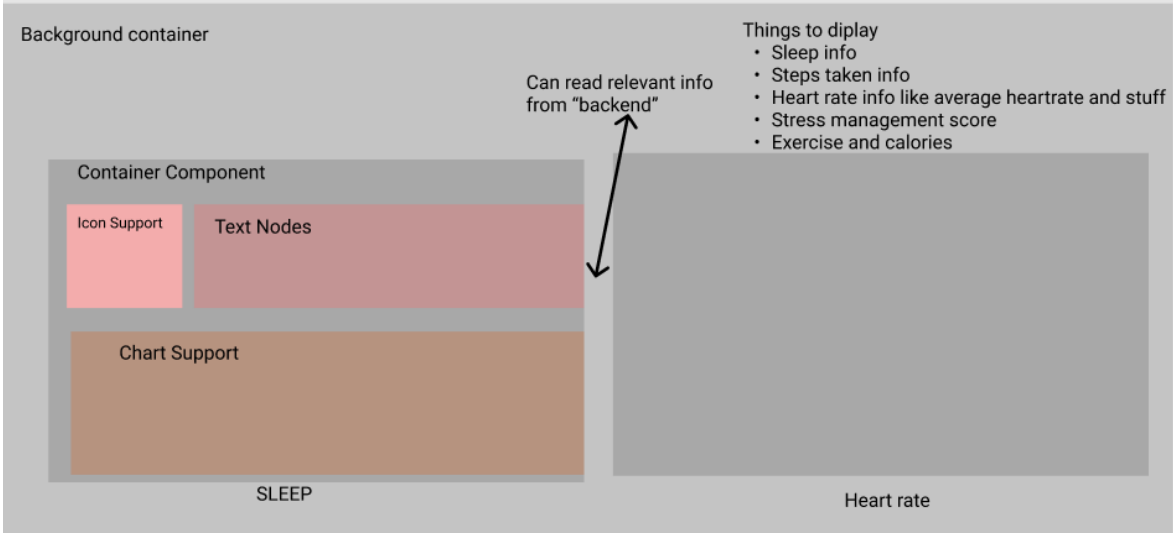 Background container
Things to diplay
• Sleep info
• Steps taken info
• Heart rate info like average heartrate and stuff
• Stress management score
• Exercise and calories
Can read relevant info
from “backend“
Container Component
Icon Support
Text Nodes
Chart Support
SLEEP
Heart rate